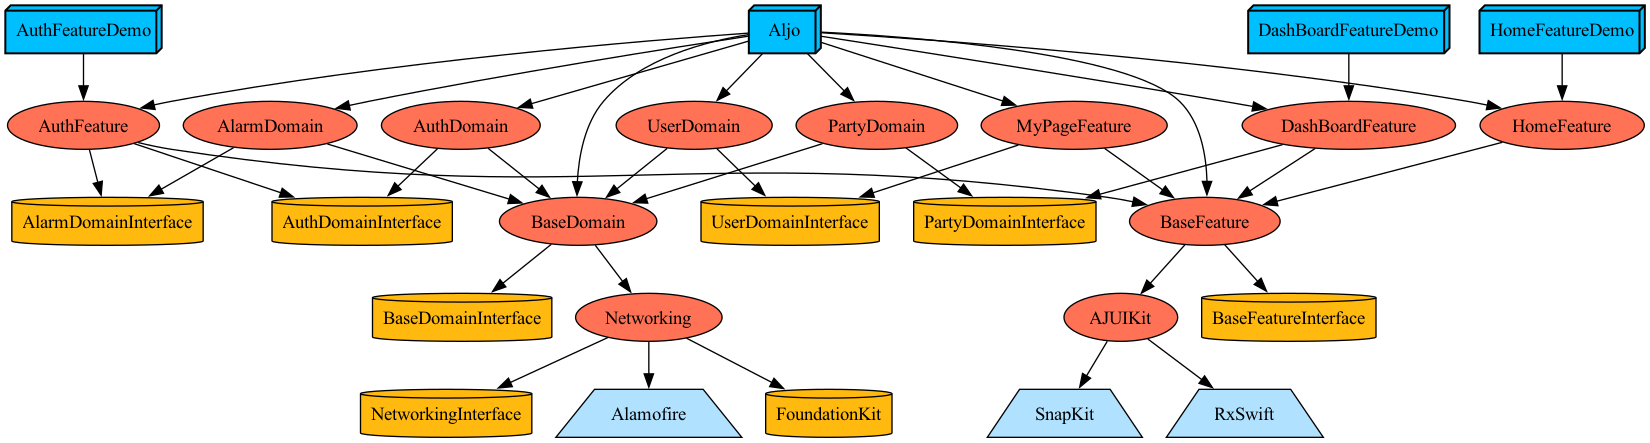 AuthFeatureDemo
Aljo
DashBoardFeatureDemo
HomeFeatureDemo
AuthFeature
AlarmDomain
AuthDomain
UserDomain
PartyDomain
MyPageFeature
DashBoardFeature
HomeFeature
AlarmDomainInterface
AuthDomainInterface
BaseDomain
UserDomainInterface
PartyDomainInterface
BaseFeature
BaseDomainInterface
Networking
AJUIKit
BaseFeatureInterface
NetworkingInterface
Alamofire
FoundationKit
SnapKit
RxSwift